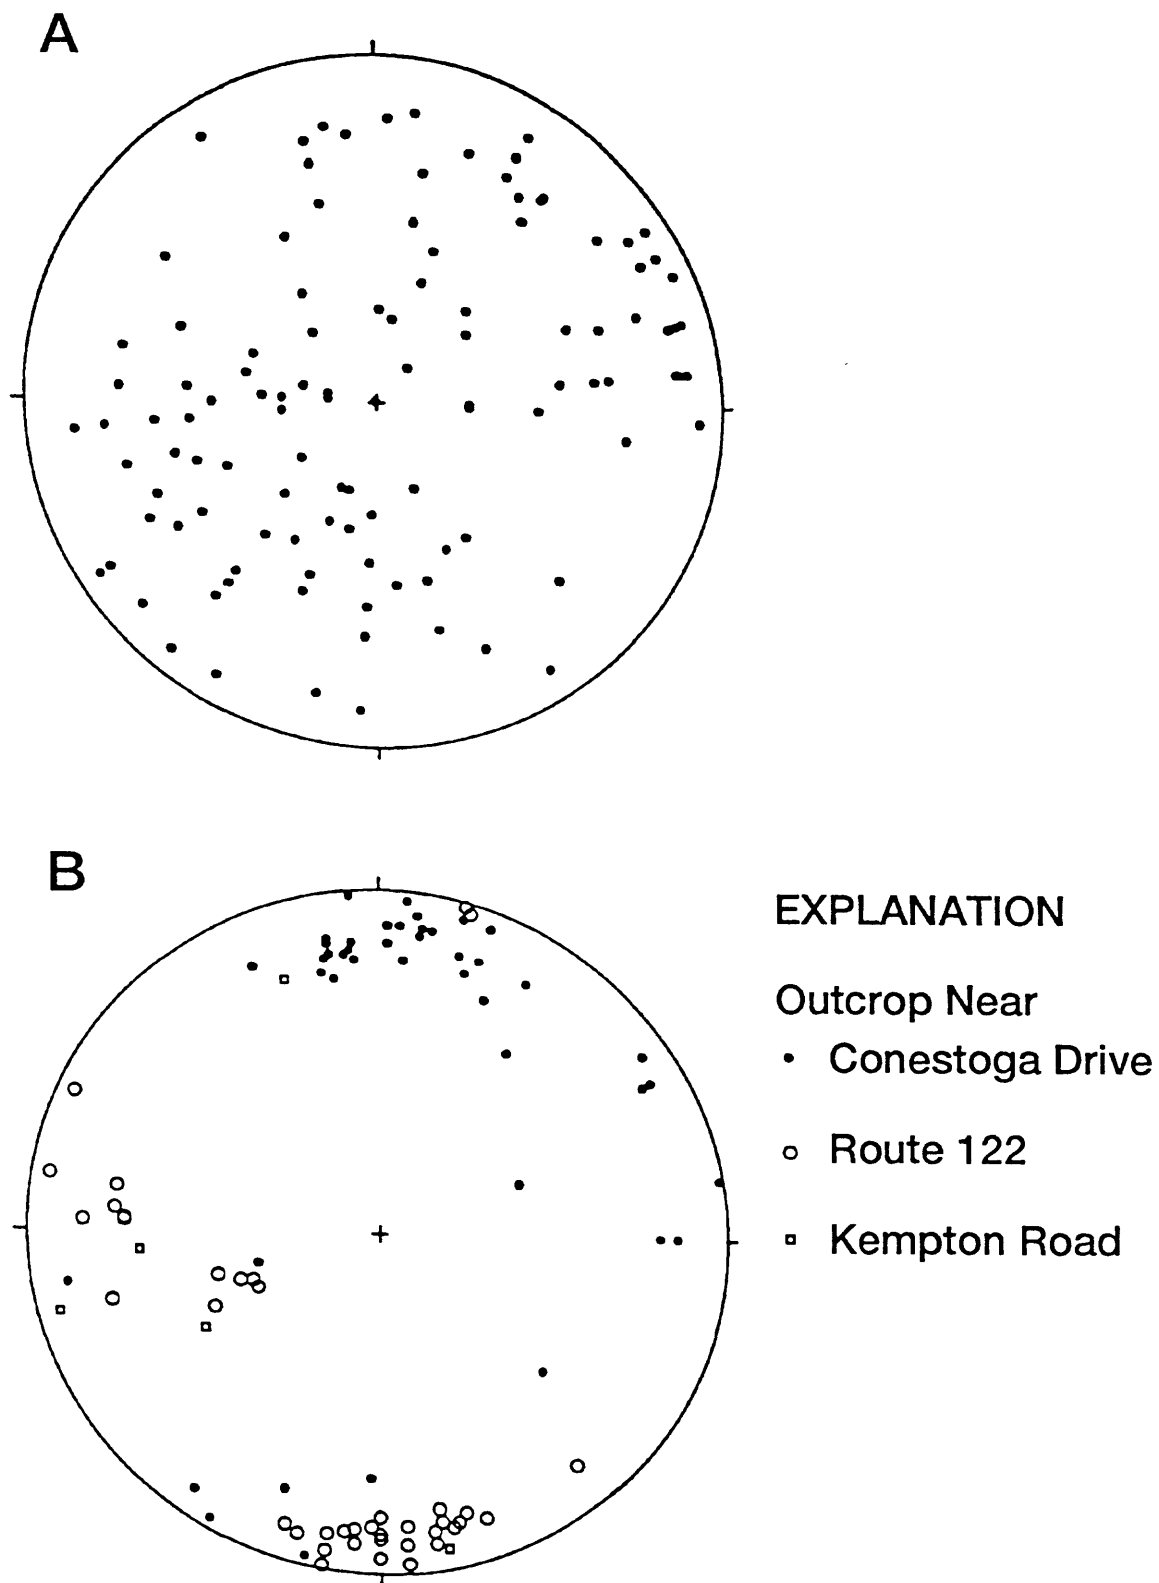 A
B
EXPLANATION
Outcrop Near
Conestoga Drive
Route 122
Kempton Road